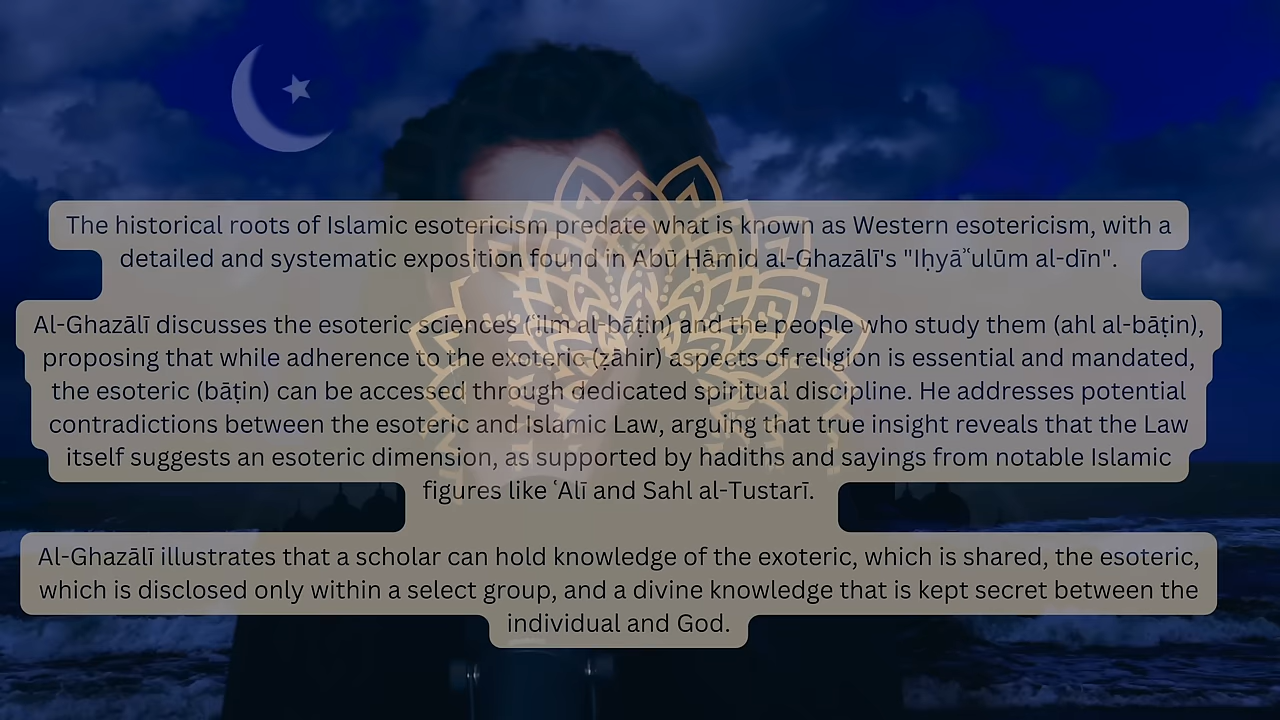 The historical roots of Islamic esotericism predate what is known as Western esotericism, with a
detailed and systematic exposition found in Abū Ḥāmid al-Ghazālī's "Iḥyāʾʿulūm al-dīn".
Al-Ghazālī discusses the esoteric sciences (ʿilm al-bāṭin) and the people who study them (ahl al-bāṭin),
proposing that while adherence to the exoteric (ẓāhir) aspects of religion is essential and mandated,
the esoteric (bāṭin) can be accessed through dedicated spiritual discipline. He addresses potential
contradictions between the esoteric and Islamic Law, arguing that true insight reveals that the Law
itself suggests an esoteric dimension, as supported by hadiths and sayings from notable Islamic
figures like ʿAlī and Sahl al-Tustarī.
Al-Ghazālī illustrates that a scholar can hold knowledge of the exoteric, which is shared, the esoteric,
which is disclosed only within a select group, and a divine knowledge that is kept secret between the
individual and God.